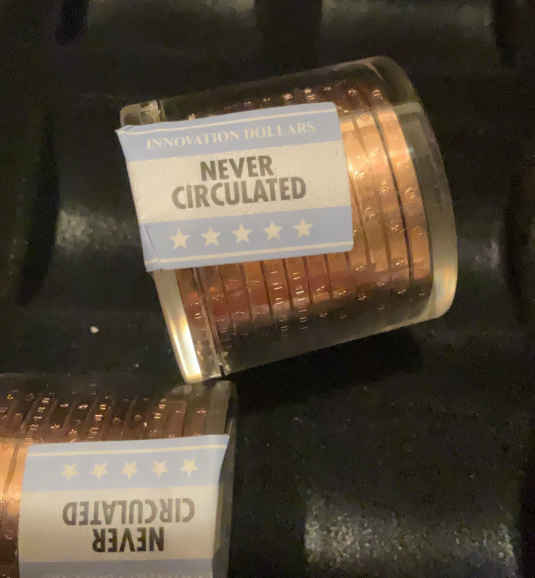 INNOVATION DOLLARS
NEVER
CIRCULATED
NEVER
CIRCULATED